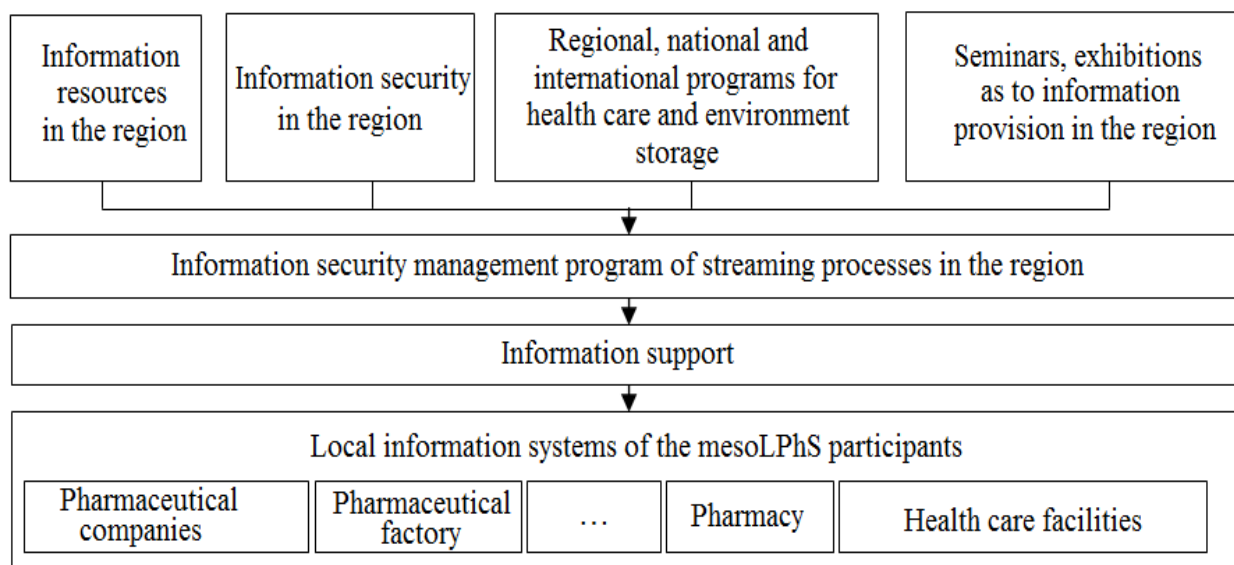 Information
resources
in the region
Information security
in the region
Regional, national and
international programs for
health care and environment
storage
Seminars, exhibitions
as to information
provision in the region
Information security management program of streaming processes in the region
Information support
Local information systems of the mesoLPhS participants
Pharmaceutical
companies
Pharmaceutical
factory
…
Pharmacy
Health care facilities